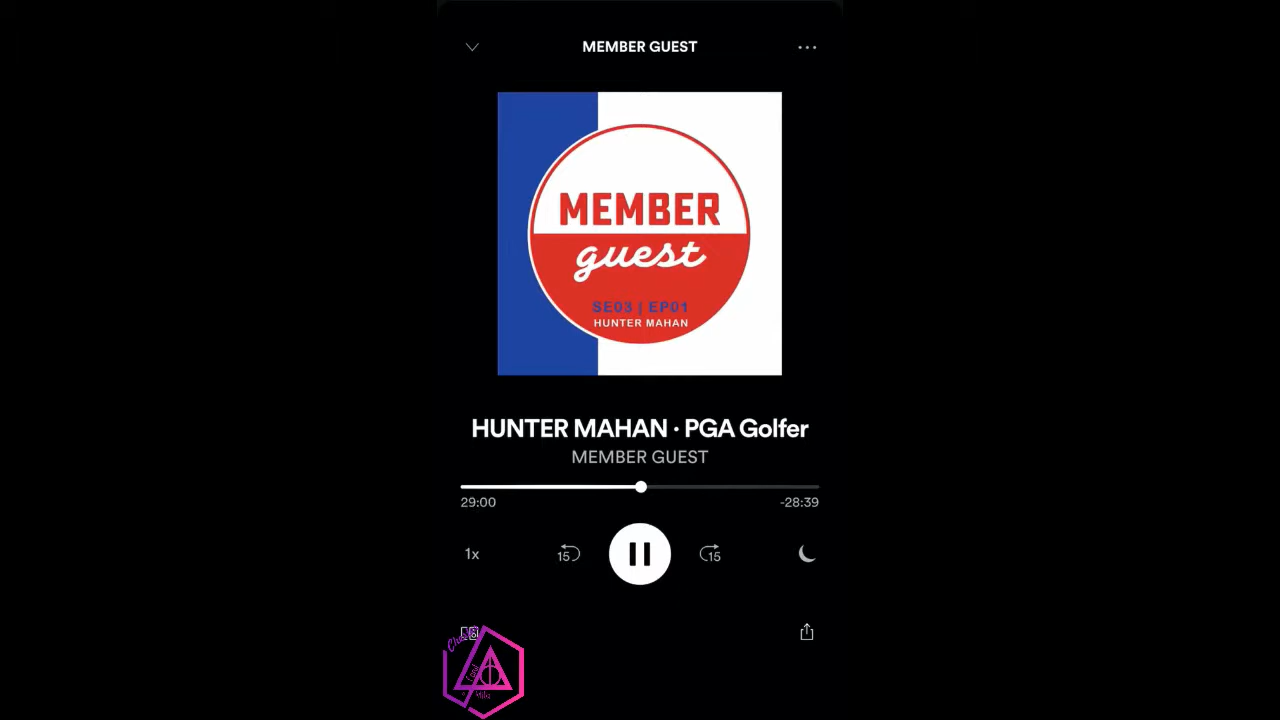 MEMBER GUEST
MEMBER
guest
SE03 | EP01
HUNTER MAHAN
HUNTER MAHAN · PGA Golfer
MEMBER GUEST
29:00
-28:39
1x
15
15